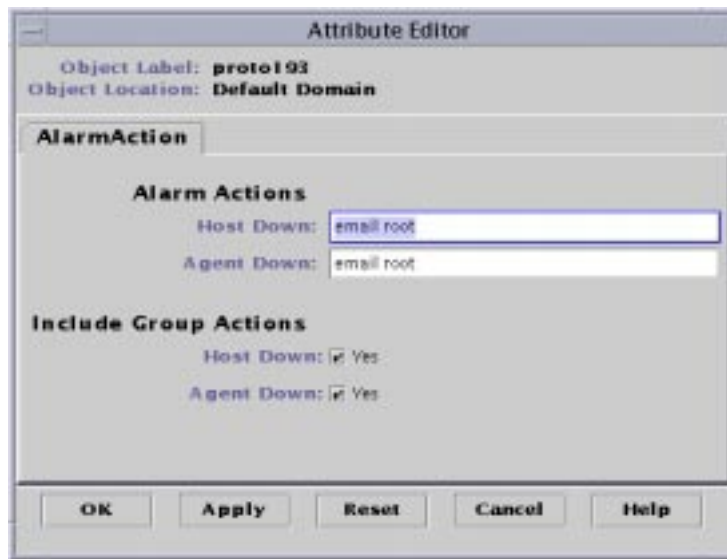 Attribute Editor
Object Label: proto193
Object Location: Default Domain
AlarmAction
Alarm Actions
Host Down: email root
Agent Down: email root
Include Group Actions
Host Down: Yes
Agent Down: Yes
OK Apply Reset Cancel Help